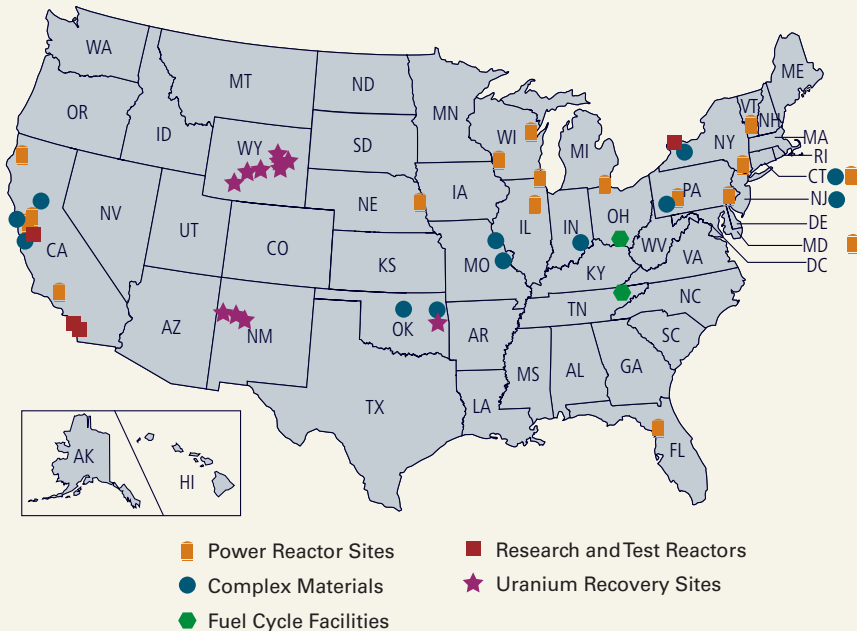 WA
MT
ND
MN
ME
OR
ID
SD
WI
MI
VT
NH
NY
WY
MA
RI
CT
NJ
DE
MD
DC
NE
IA
IL
IN
OH
PA
WV
NV
UT
CO
CA
KS
MO
KY
VA
AZ
NM
OK
AR
TN
NC
SC
MS
AL
GA
TX
LA
FL
AK
HI
Power Reactor Sites
Complex Materials
Fuel Cycle Facilities
Research and Test Reactors
Uranium Recovery Sites